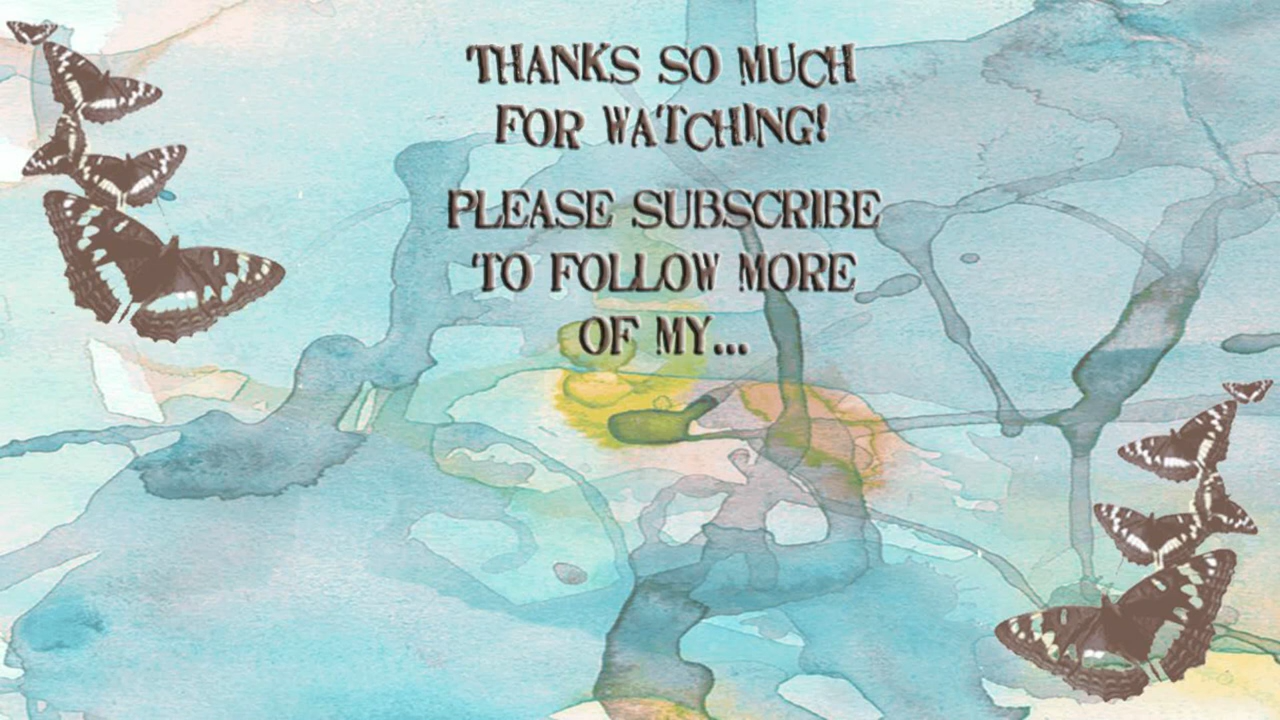 THANKS SO MUCH
FOR WATCHING!
PLEASE SUBSCRIBE
TO FOLLOW MORE
OF MY...